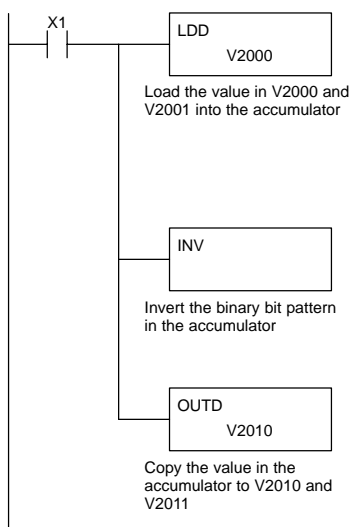 X1
LDD
V2000
Load the value in V2000 and
V2001 into the accumulator
INV
Invert the binary bit pattern
in the accumulator
OUTD
V2010
Copy the value in the
accumulator to V2010 and
V2011